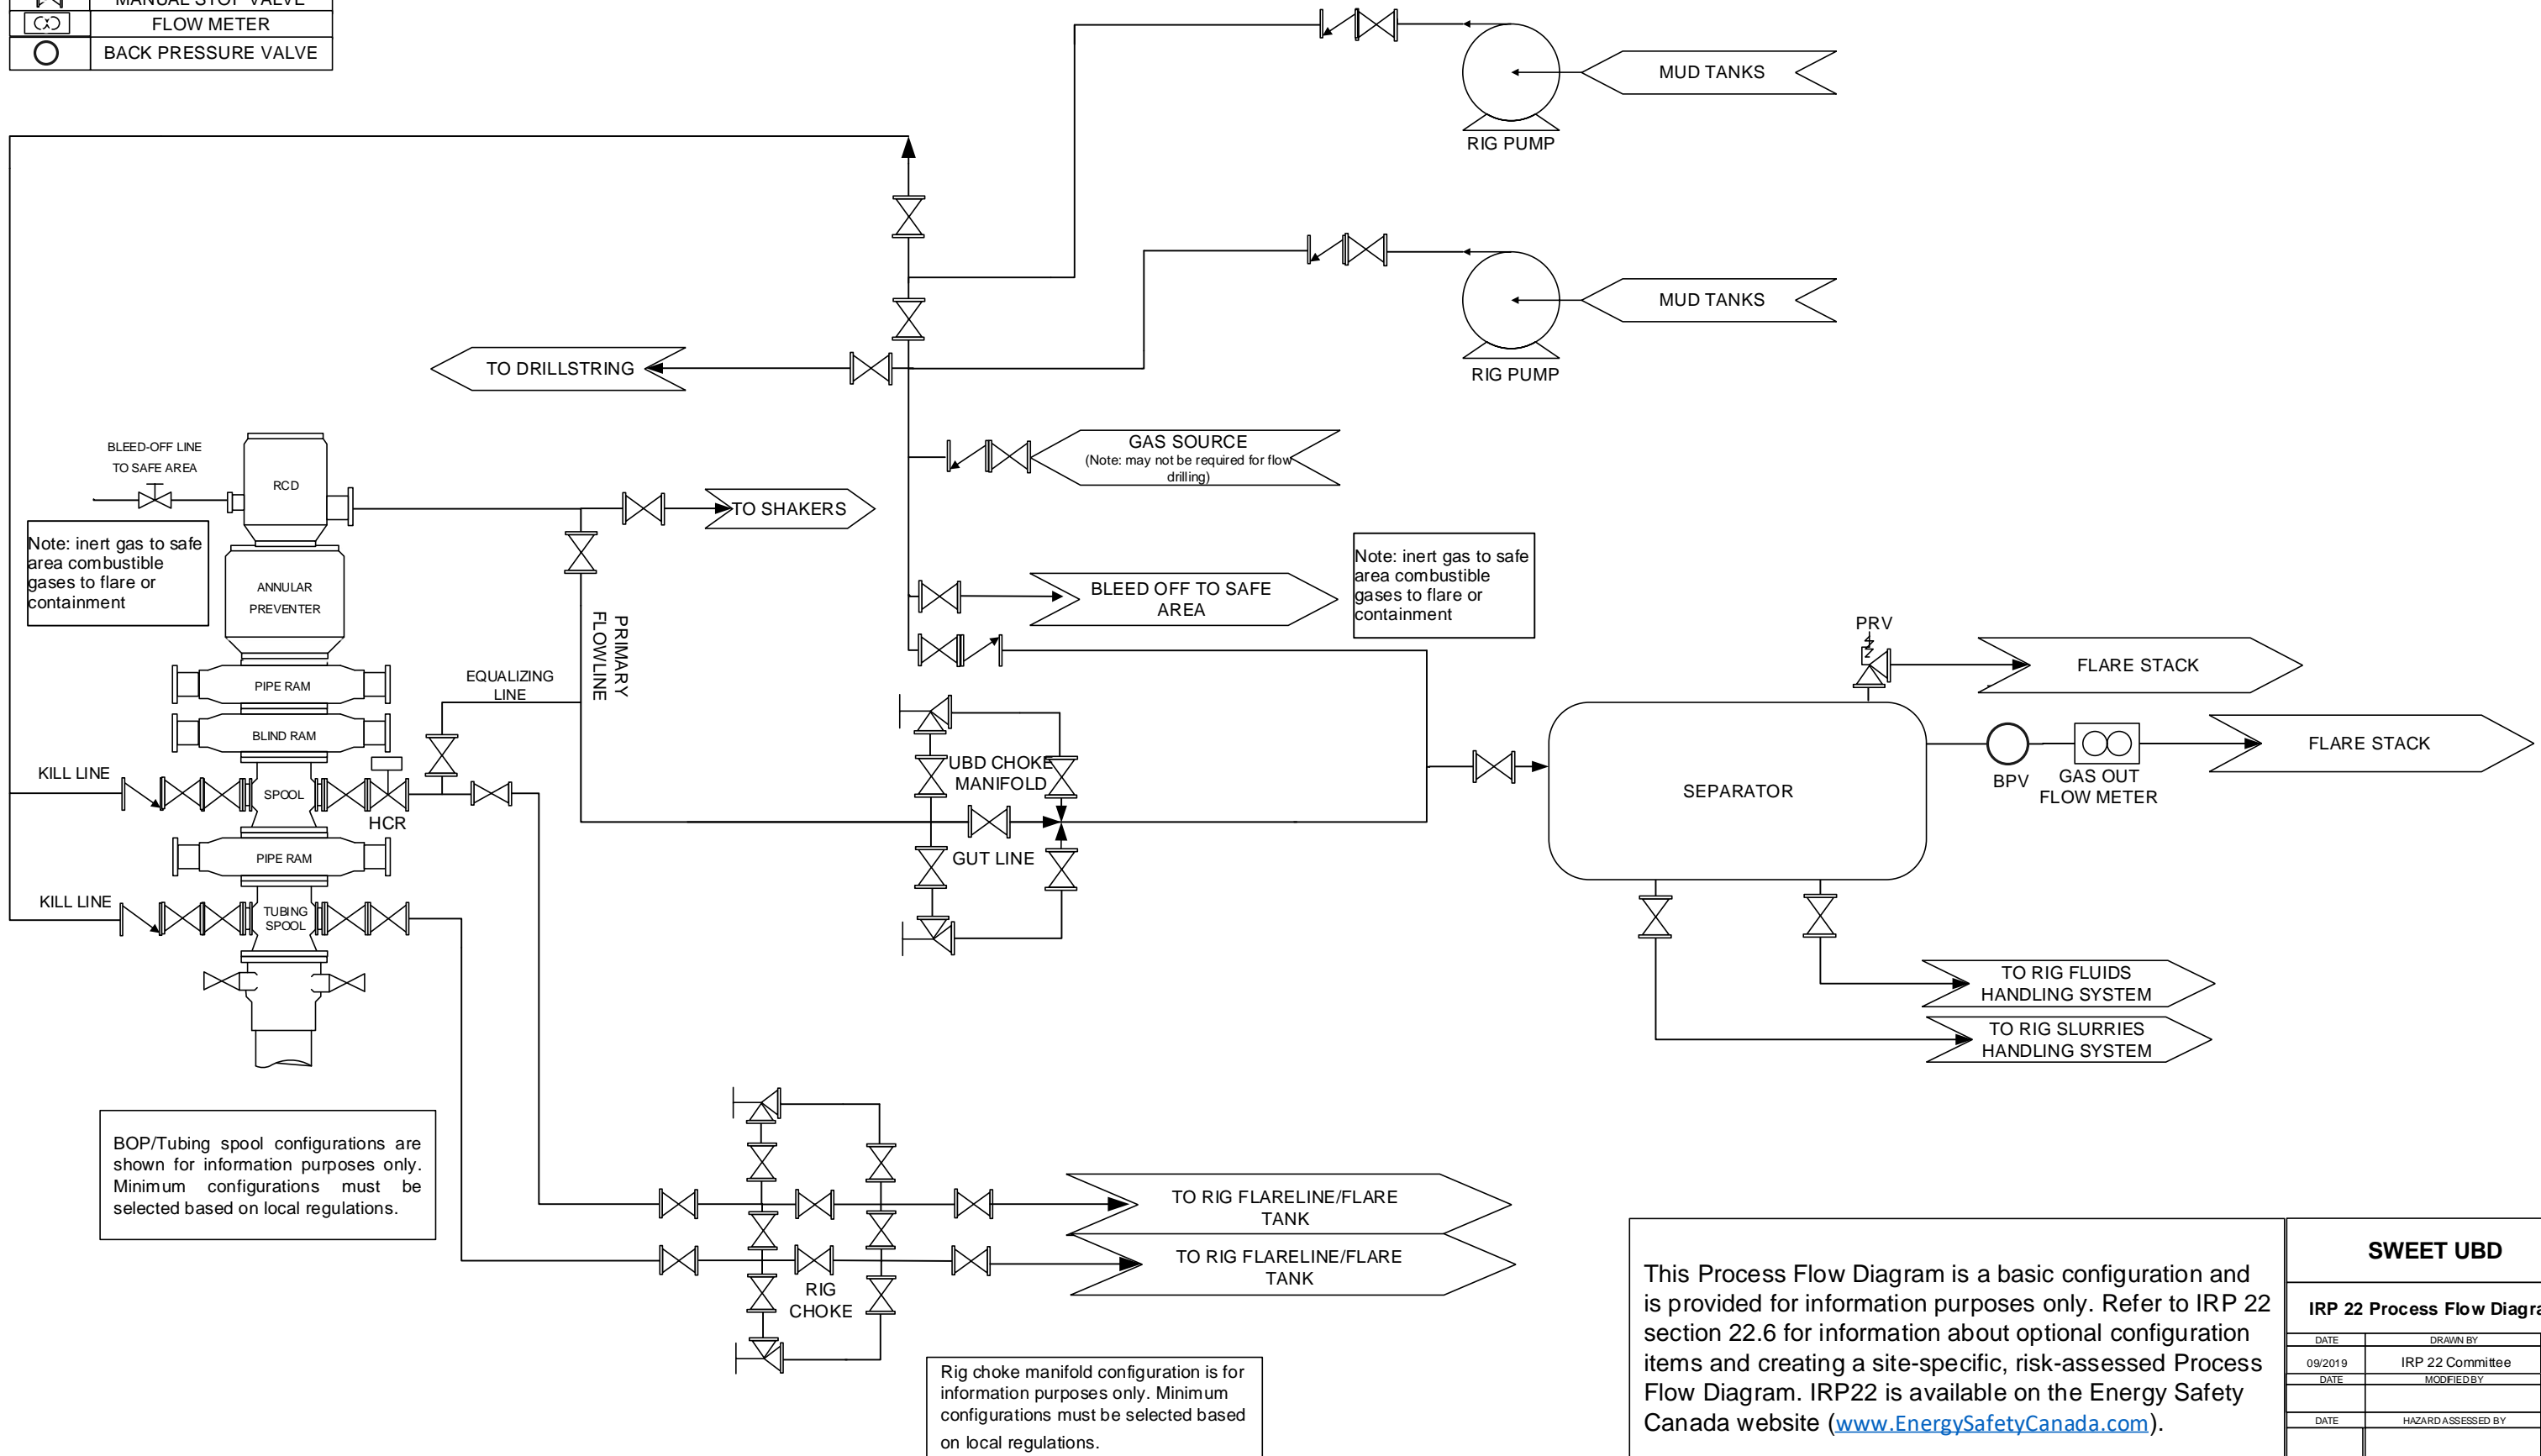 MANUAL STOP VALVE
FLOW METER
BACK PRESSURE VALVE
MUD TANKS
RIG PUMP
MUD TANKS
RIG PUMP
TO DRILLSTRING
GAS SOURCE
(Note: may not be required for flow
drilling)
BLEED-OFF LINE
TO SAFE AREA
RCD
TO SHAKERS
Note: inert gas to safe
area combustible
gases to flare or
containment
ANNULAR
PREVENTER
BLEED OFF TO SAFE
AREA
Note: inert gas to safe
area combustible
gases to flare or
containment
PRIMARY
FLOWLINE
EQUALIZING
LINE
PIPE RAM
BLIND RAM
KILL LINE
SPOOL
HCR
PIPE RAM
KILL LINE
TUBING
SPOOL
UBD CHOKE
MANIFOLD
GUT LINE
PRV
FLARE STACK
SEPARATOR
BPV
GAS OUT
FLOW METER
FLARE STACK
TO RIG FLUIDS
HANDLING SYSTEM
TO RIG SLURRIES
HANDLING SYSTEM
BOP/Tubing spool configurations are
shown for information purposes only.
Minimum configurations must be
selected based on local regulations.
TO RIG FLARELINE/FLARE
TANK
TO RIG FLARELINE/FLARE
TANK
RIG
CHOKE
Rig choke manifold configuration is for
information purposes only. Minimum
configurations must be selected based
on local regulations.
This Process Flow Diagram is a basic configuration and
is provided for information purposes only. Refer to IRP 22
section 22.6 for information about optional configuration
items and creating a site-specific, risk-assessed Process
Flow Diagram. IRP22 is available on the Energy Safety
Canada website (www.EnergySafetyCanada.com).
SWEET UBD
IRP 22 Process Flow Diagra
DATE DRAWN BY
09/2019 IRP 22 Committee
DATE MODIFIED BY
DATE HAZARD ASSESSED BY